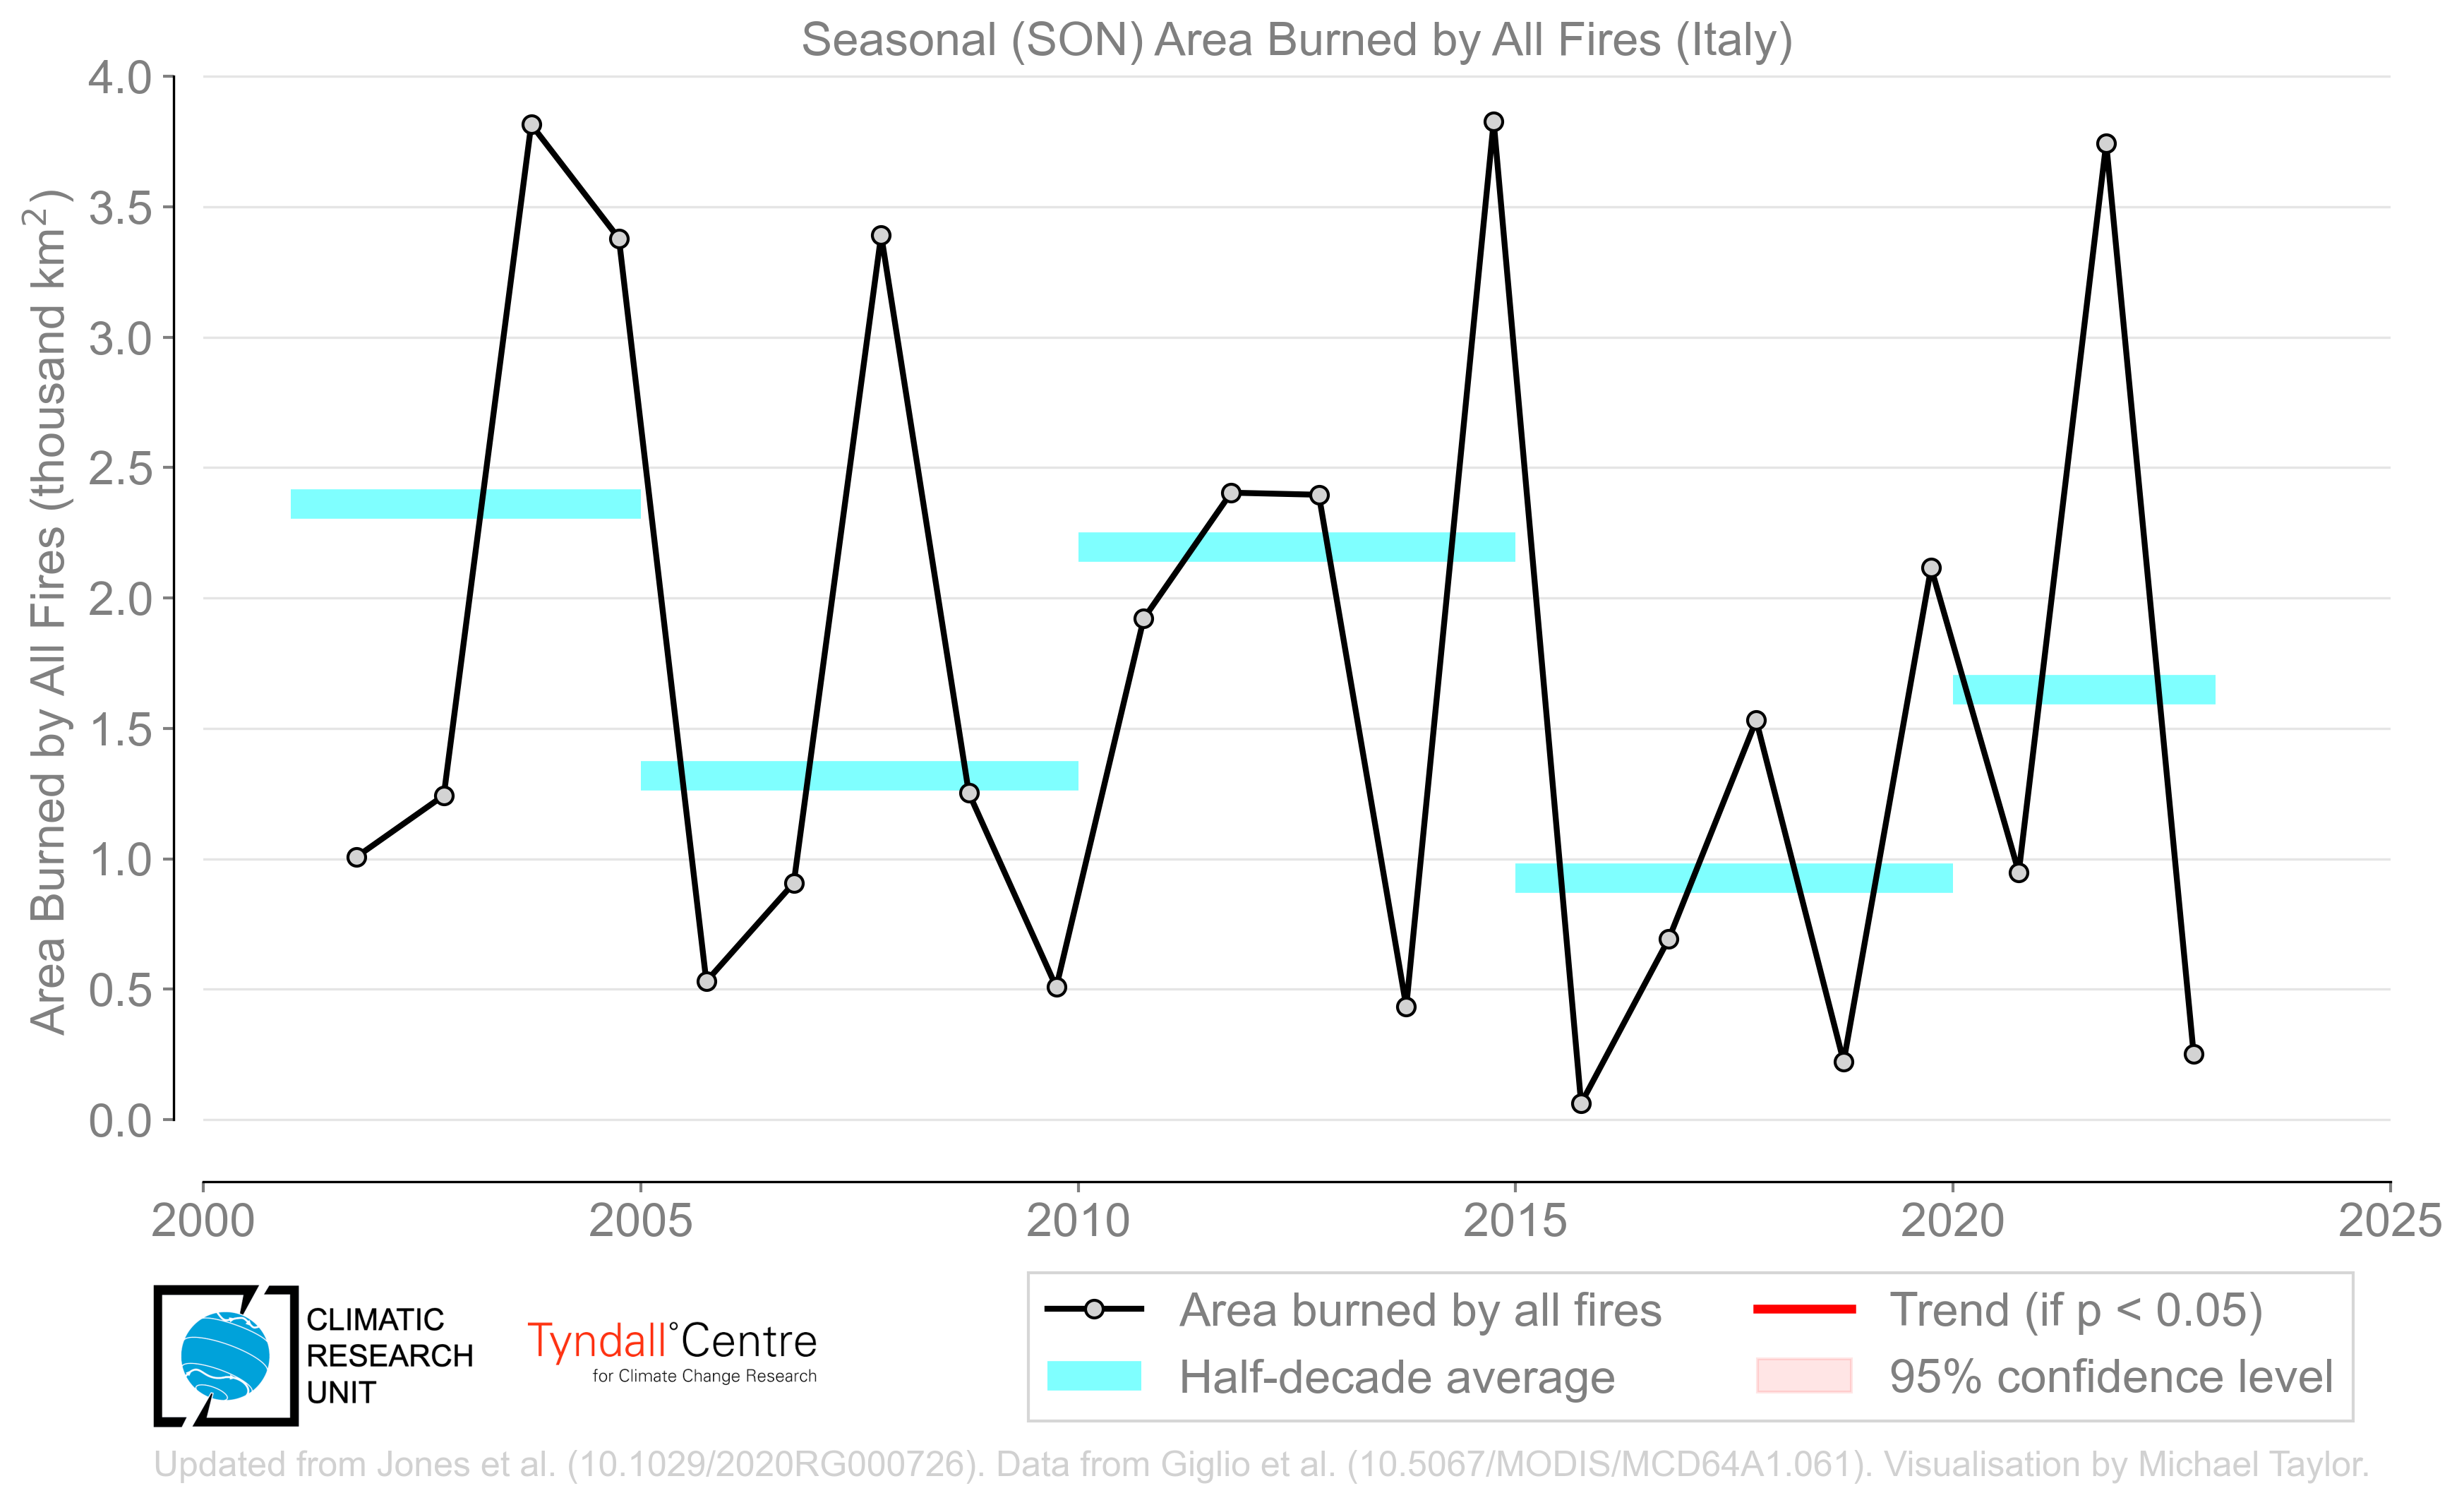 Seasonal (SON) Area Burned by All Fires (Italy)
Area Burned by All Fires (thousand km²)
4.0
3.5
3.0
2.5
2.0
1.5
1.0
0.5
0.0
2000 2005 2010 2015 2020 2025
CLIMATIC
RESEARCH
UNIT
Tyndall°Centre
for Climate Change Research
Area burned by all fires
Half-decade average
Trend (if p < 0.05)
95% confidence level
Updated from Jones et al. (10.1029/2020RG000726). Data from Giglio et al. (10.5067/MODIS/MCD64A1.061). Visualisation by Michael Taylor.